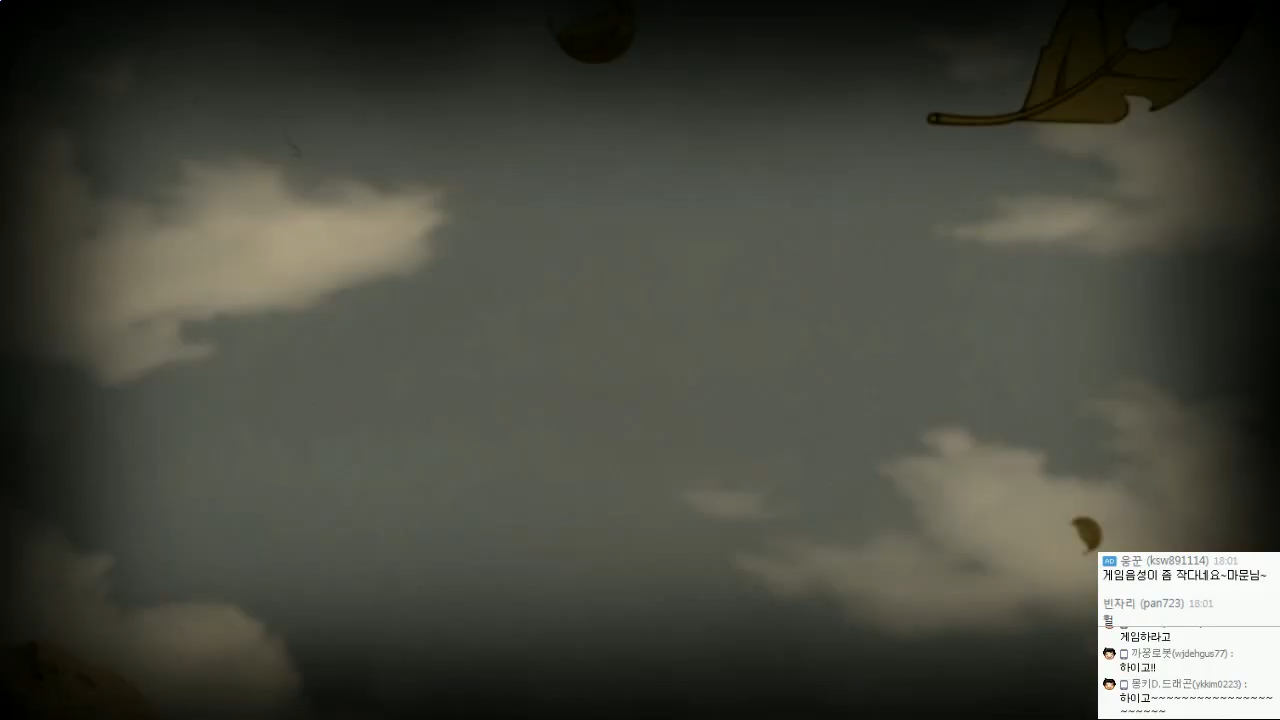 AD 웅꾼 (ksw891114) 18:01
게임음성이 좀 작다네요~마문님~
빈자리 (pan723) 18:01
헐
게임하라고
까꿍로봇(wjdehgus77) :
하이고!!
몽키D.드래곤(ykkim0223) :
하이고~~~~~~~~~~~~~~~~
~~~~~~